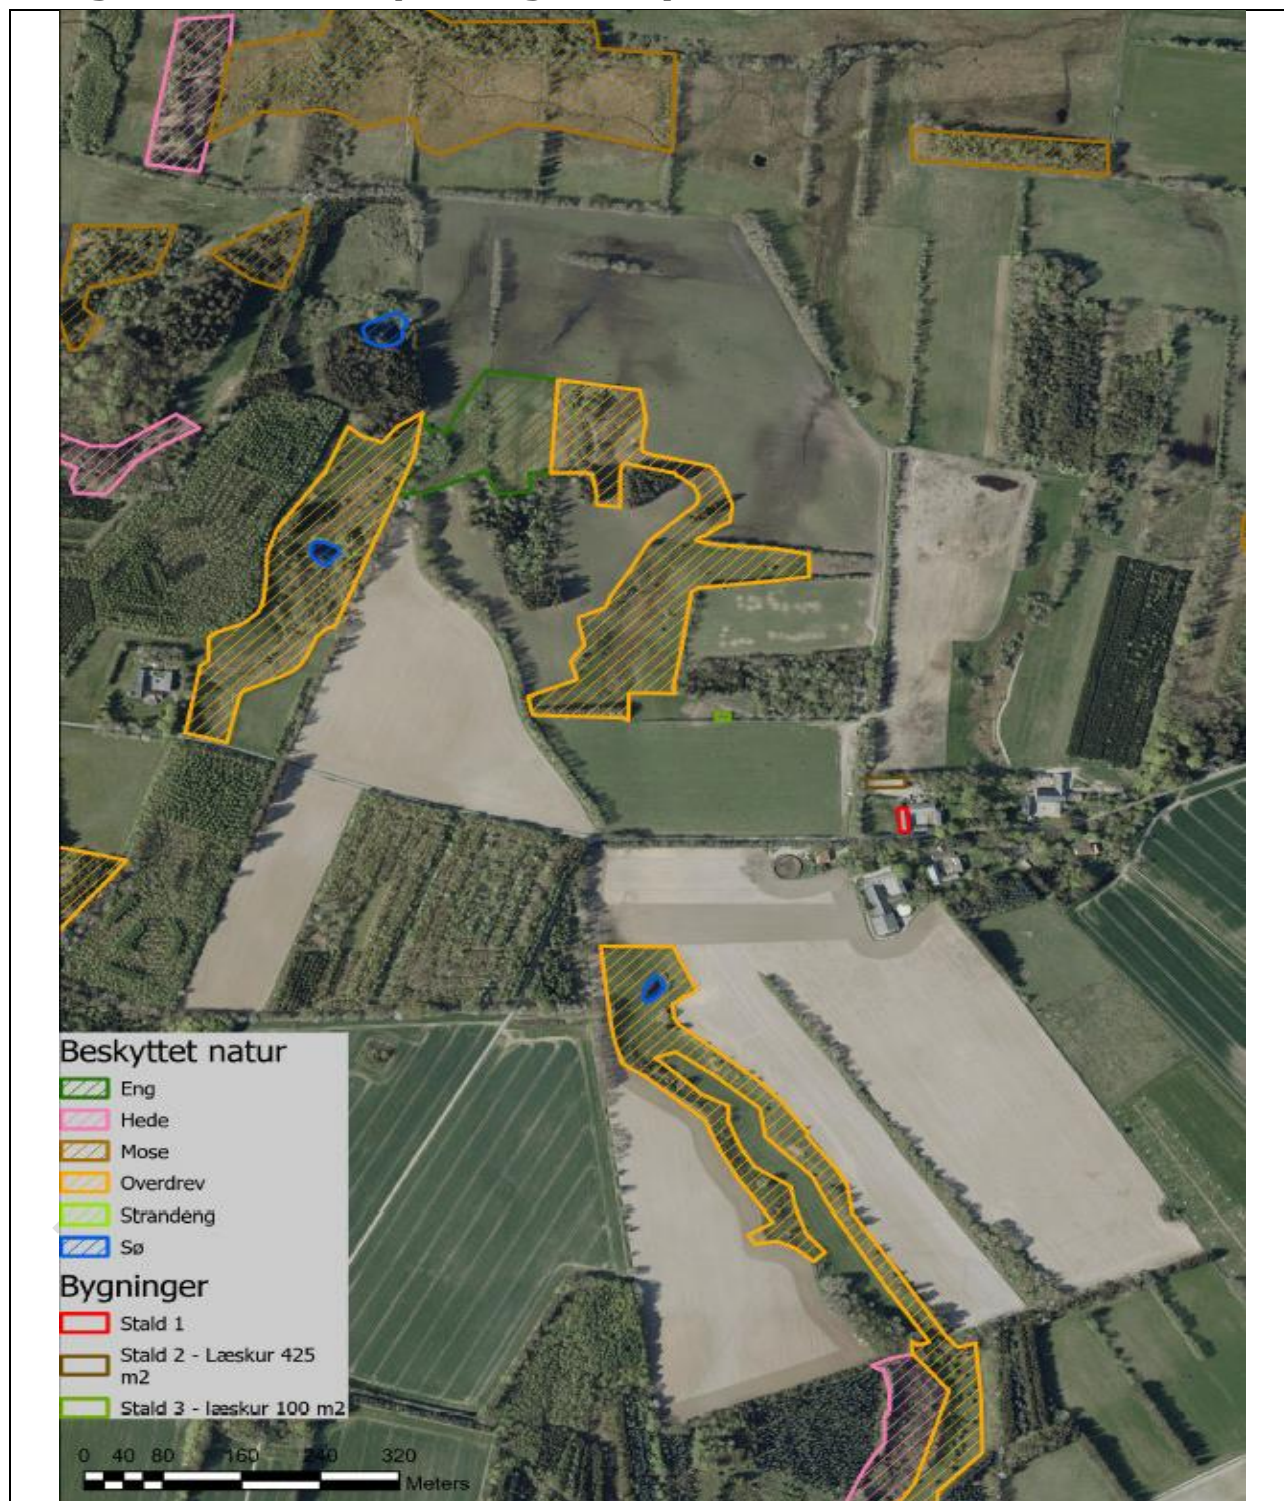 Beskyttet natur
Eng
Hede
Mose
Overdrev
Strandeng
Sø
Bygninger
Stald 1
Stald 2 - Læskur 425
m2
Stald 3 - læskur 100 m2
0 40 80 160 240 320
Meters